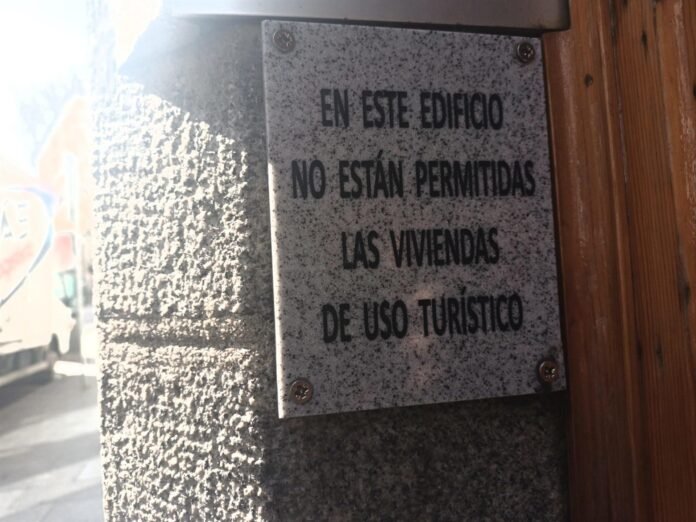 EN ESTE EDIFICIO
NO ESTÁN PERMITIDAS
LAS VIVIENDAS
DE USO TURÍSTICO